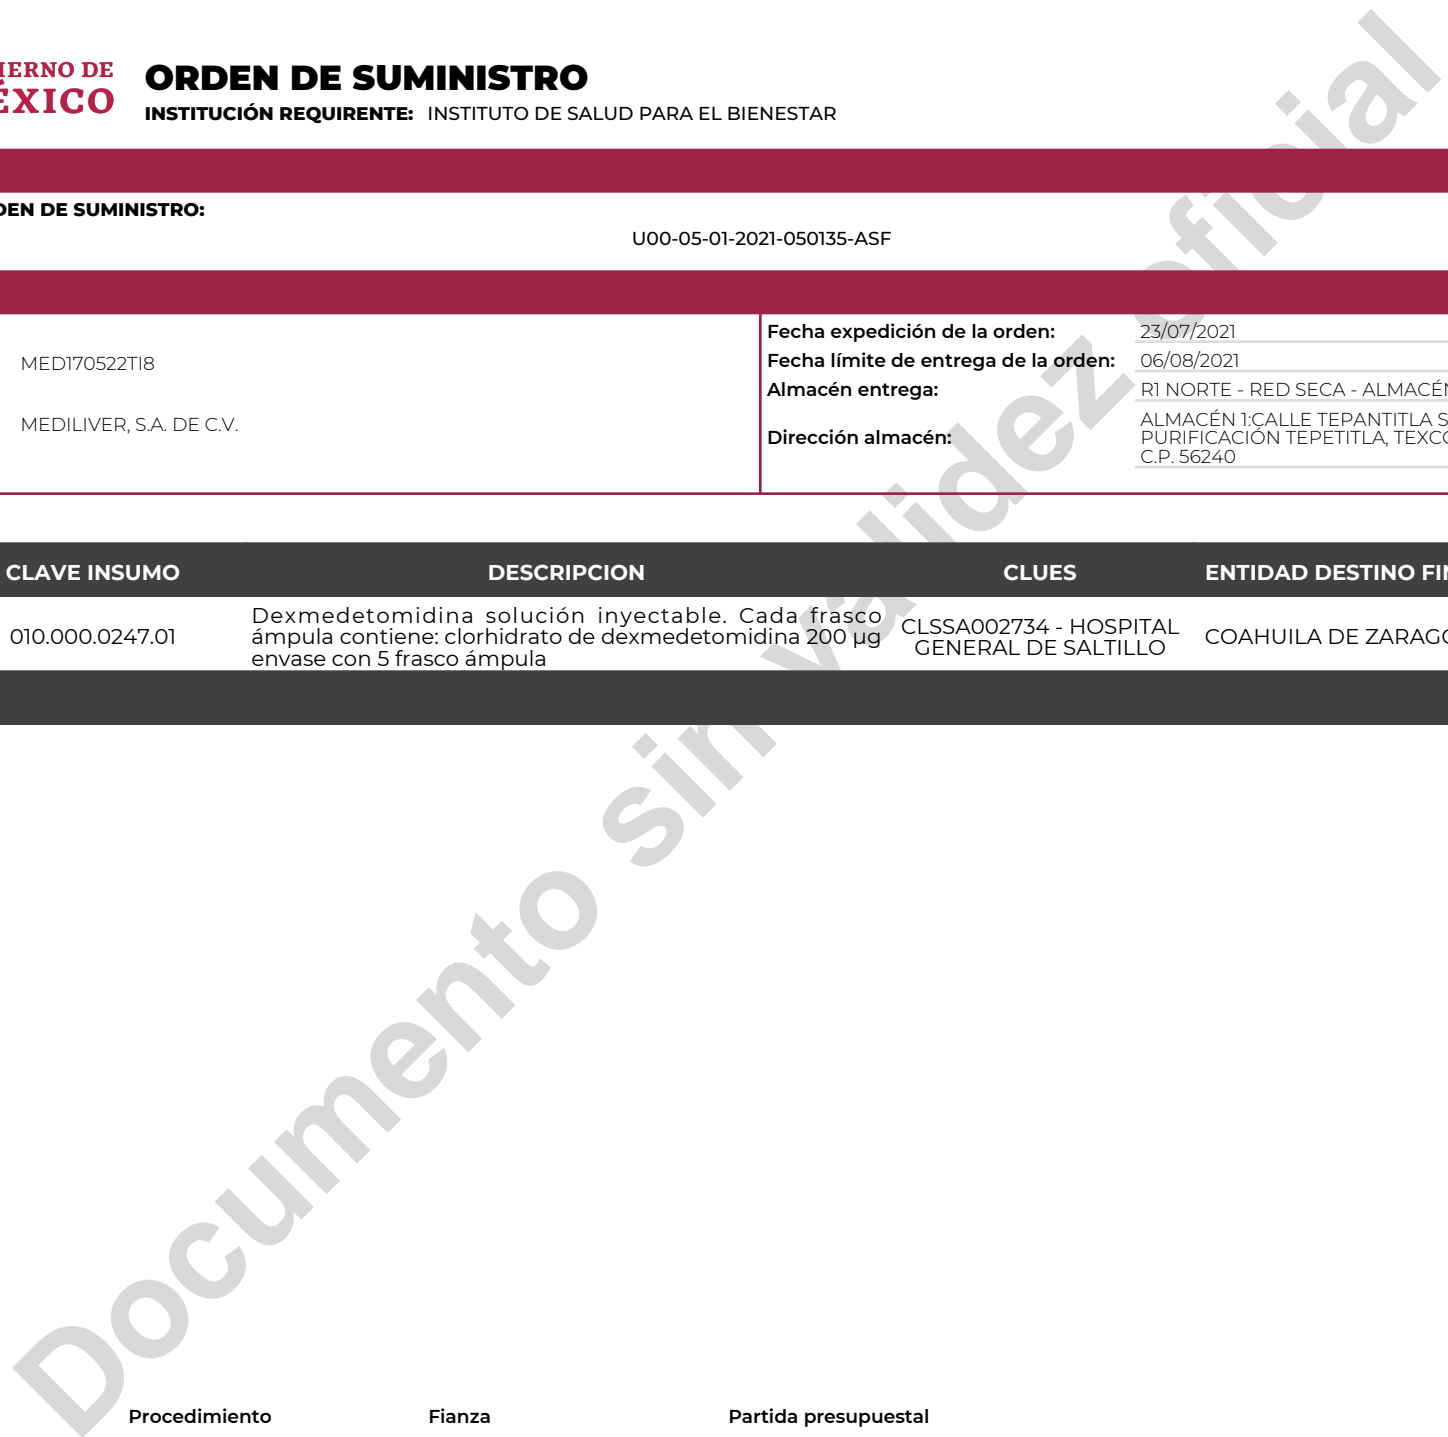 IERNO DE
ÉXICO
ORDEN DE SUMINISTRO
INSTITUCIÓN REQUIRENTE: INSTITUTO DE SALUD PARA EL BIENESTAR
DEN DE SUMINISTRO:
U00-05-01-2021-050135-ASF
MED170522TI8
MEDILIVER, S.A. DE C.V.
Fecha expedición de la orden: 23/07/2021
Fecha límite de entrega de la orden: 06/08/2021
Almacén entrega: R1 NORTE - RED SECA - ALMACÉN
Dirección almacén:
ALMACÉN 1:CALLE TEPANTITLA S
PURIFICACIÓN TEPETITLA, TEXCO
C.P. 56240
CLAVE INSUMO DESCRIPCION CLUES ENTIDAD DESTINO FIN
010.000.0247.01
Dexmedetomidina solución inyectable. Cada frasco
ámpula contiene: clorhidrato de dexmedetomidina 200 µg
envase con 5 frasco ámpula
CLSSA002734 - HOSPITAL
GENERAL DE SALTILLO
COAHUILA DE ZARAGO
Documento sin validez oficial
Procedimiento Fianza Partida presupuestal